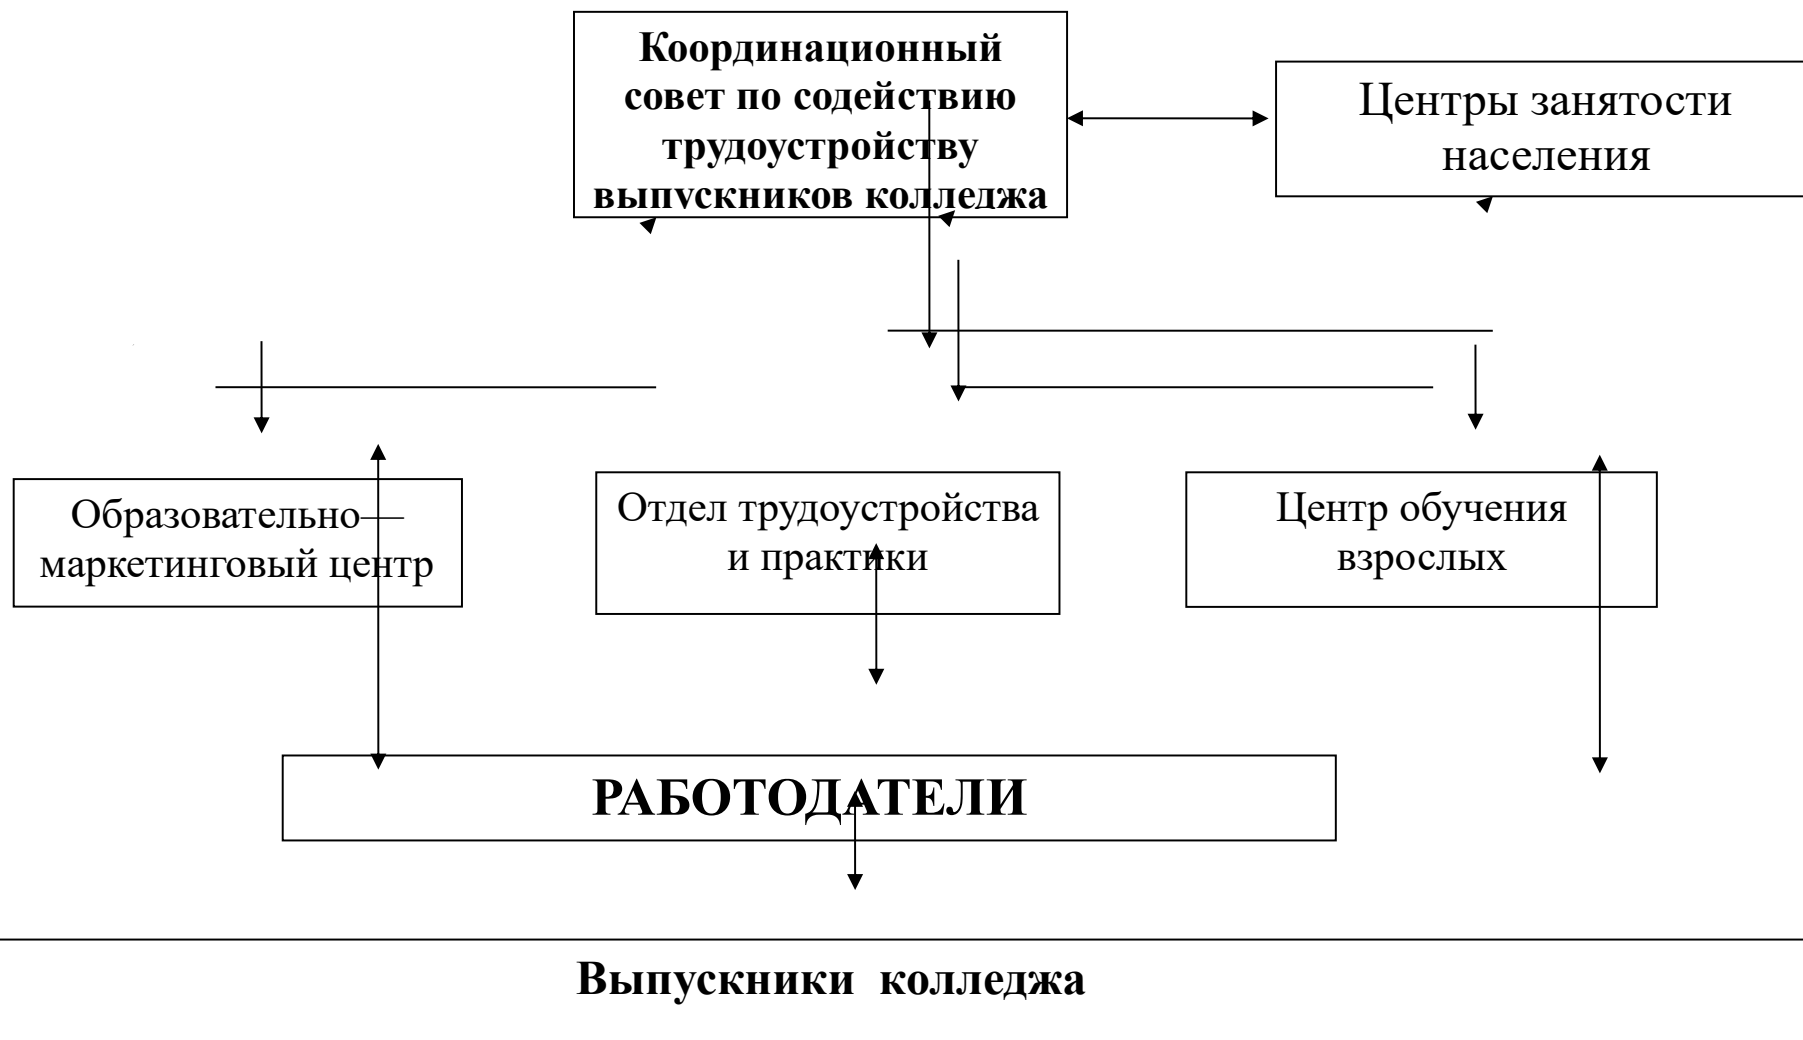 Координационный
совет по содействию
трудоустройству
выпускников колледжа
Центры занятости
населения
Образовательно—
маркетинговый центр
Отдел трудоустройства
и практики
Центр обучения
взрослых
РАБОТОДАТЕЛИ
Выпускники колледжа